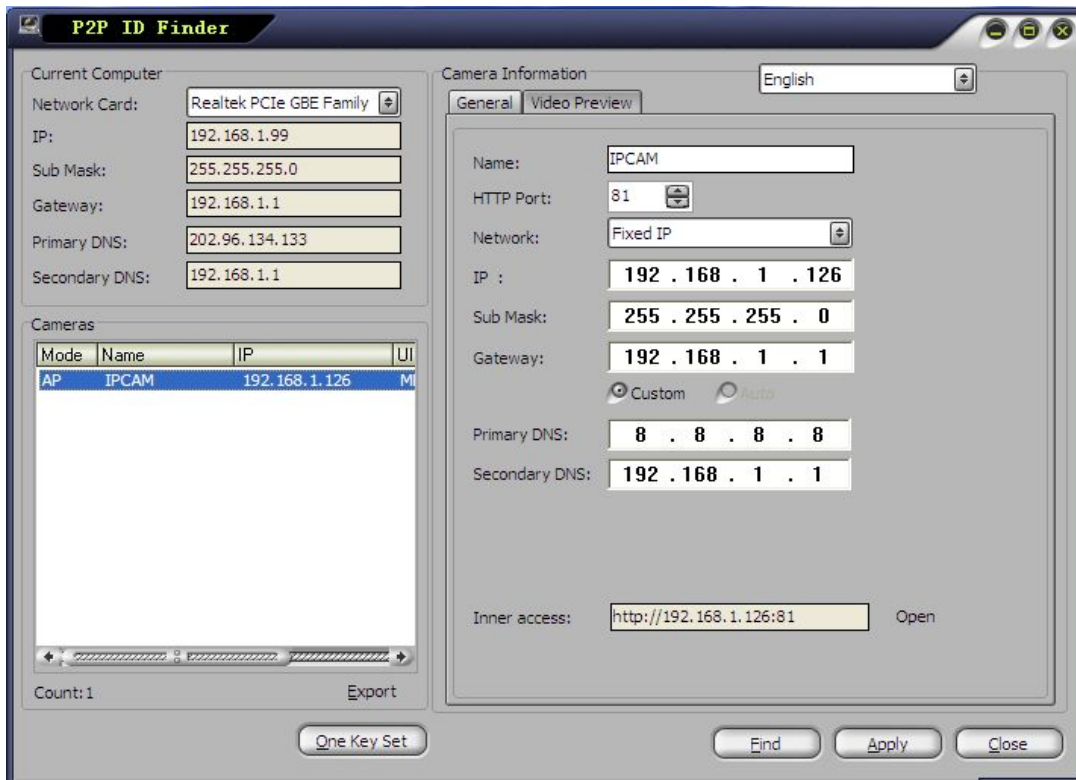 P2P ID Finder
Current Computer
Network Card: Realtek PCIe GBE Family
IP: 192.168.1.99
Sub Mask: 255.255.255.0
Gateway: 192.168.1.1
Primary DNS: 202.96.134.133
Secondary DNS: 192.168.1.1
Cameras
Mode Name IP UI
AP IPCAM 192.168.1.126 MI
Count:1 Export
One Key Set
Camera Information English
General Video Preview
Name: IPCAM
HTTP Port: 81
Network: Fixed IP
IP : 192 . 168 . 1 . 126
Sub Mask: 255 . 255 . 255 . 0
Gateway: 192 . 168 . 1 . 1
Custom Auto
Primary DNS: 8 . 8 . 8 . 8
Secondary DNS: 192 . 168 . 1 . 1
Inner access: http://192.168.1.126:81 Open
Find Apply Close